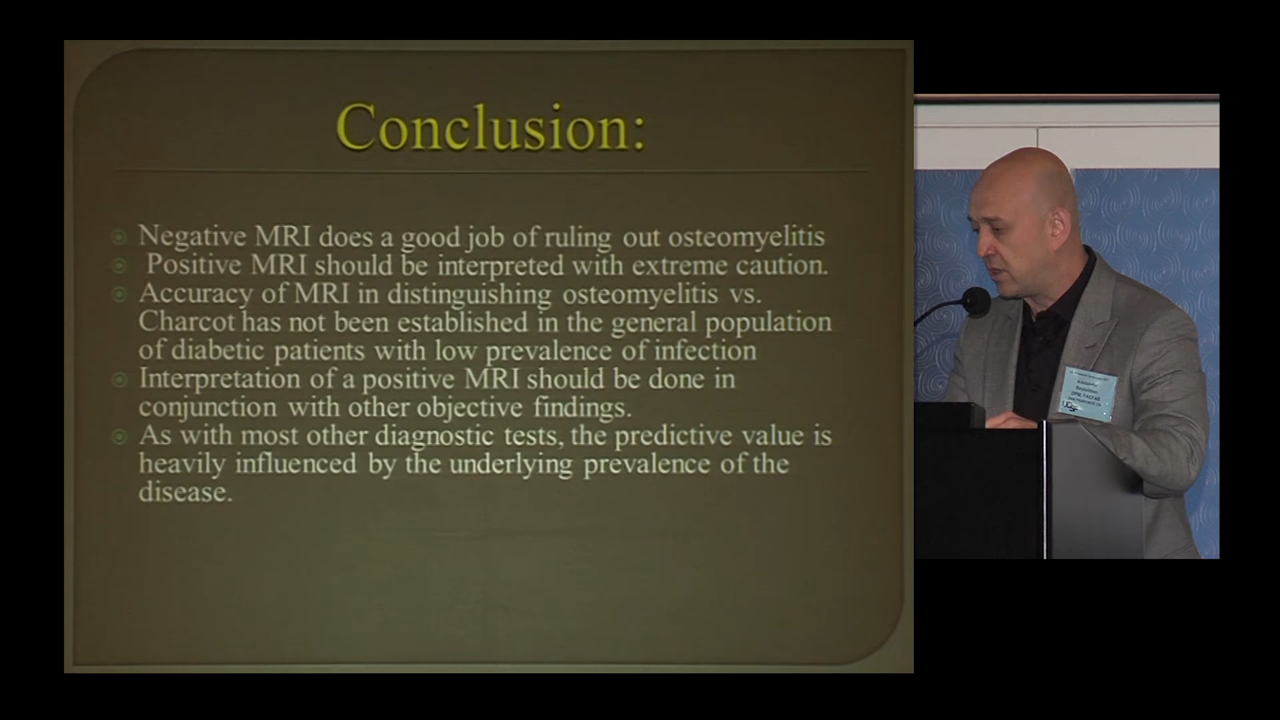 Conclusion:
Negative MRI does a good job of ruling out osteomyelitis
Positive MRI should be interpreted with extreme caution.
Accuracy of MRI in distinguishing osteomyelitis vs.
Charcot has not been established in the general population
of diabetic patients with low prevalence of infection
Interpretation of a positive MRI should be done in
conjunction with other objective findings.
As with most other diagnostic tests, the predictive value is
heavily influenced by the underlying prevalence of the
disease.
DPM, FACFAS
UCSF